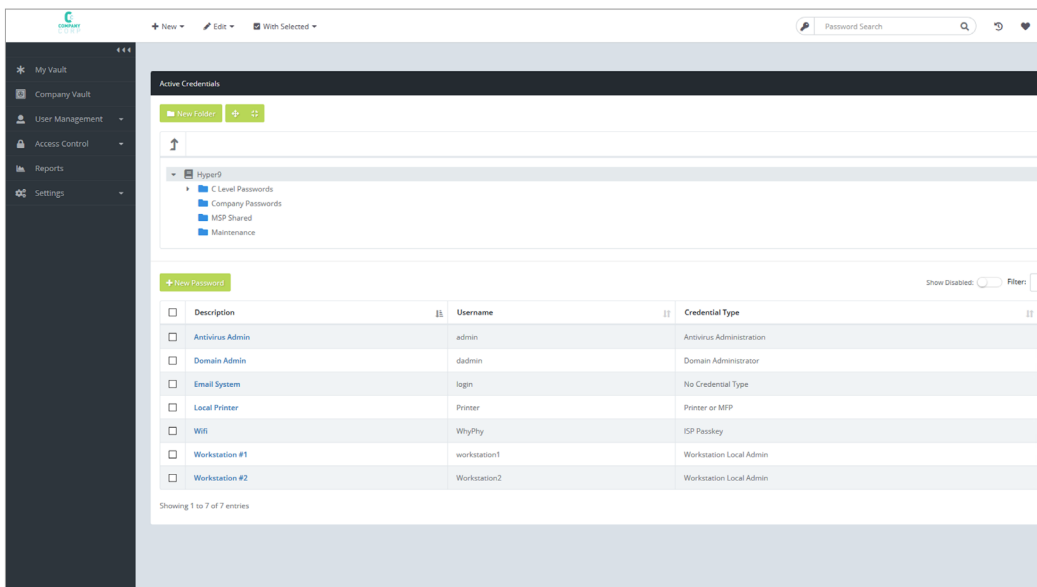 COMPANY
CORP
New
Edit
With Selected
Password Search
My Vault
Company Vault
User Management
Access Control
Reports
Settings
Active Credentials
New Folder
Hyper9
C Level Passwords
Company Passwords
MSP Shared
Maintenance
New Password
Show Disabled: Filter:
Description Username Credential Type
Antivirus Admin admin Antivirus Administration
Domain Admin dadmin Domain Administrator
Email System login No Credential Type
Local Printer Printer Printer or MFP
Wifi WhyPhy ISP Passkey
Workstation #1 workstation1 Workstation Local Admin
Workstation #2 Workstation2 Workstation Local Admin
Showing 1 to 7 of 7 entries